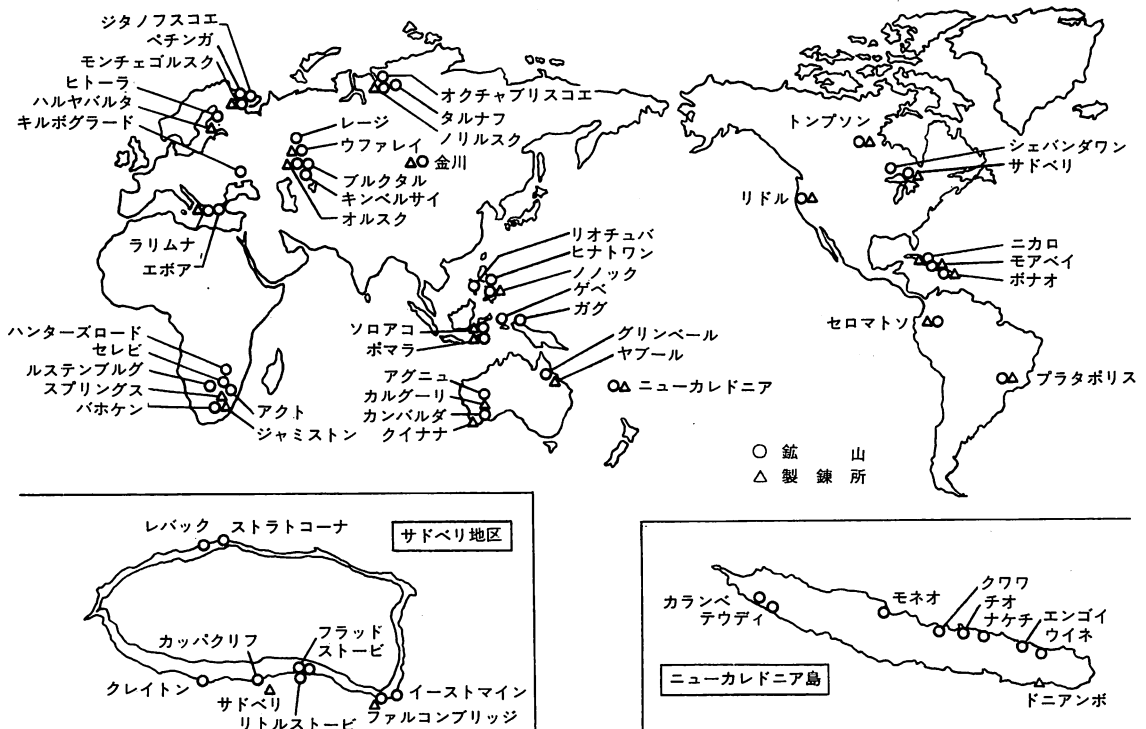 ジタノフスコエ
ペチンガ
モンチェゴルスク
ヒトーラ
ハルヤバルタ
キルボグラード
オクチャブリスコエ
タルナフ
ノリルスク
レージ
ウファレイ
金川
ブルクタル
キンベルサイ
オルスク
ラリムナ
エボア
リオチュバ
ヒナトワン
ノノック
ゲベ
ガグ
ソロアコ
ポマラ
グリンベール
ヤブール
アグニュ
カルグーリ
カンバルダ
クイナナ
ニューカレドニア
ハンターズロード
セレビ
ルステンブルグ
スプリングス
バホケン
アクト
ジャミストン
トンプソン
シェバンダワン
サドベリ
リドル
ニカロ
モアベイ
ボナオ
セロマトソ
プラタポリス
○ 鉱 山
△ 製錬所
サドベリ地区
レバック
ストラトコーナ
カッパクリフ
フラッド
ストービ
クレイトン
サドベリ
リトルストービ
イーストマイン
ファルコンブリッジ
ニューカレドニア島
カランベ
テウディ
モネオ
クワワ
チオ
ナケチ
エンゴイ
ウイネ
ドニアンボ